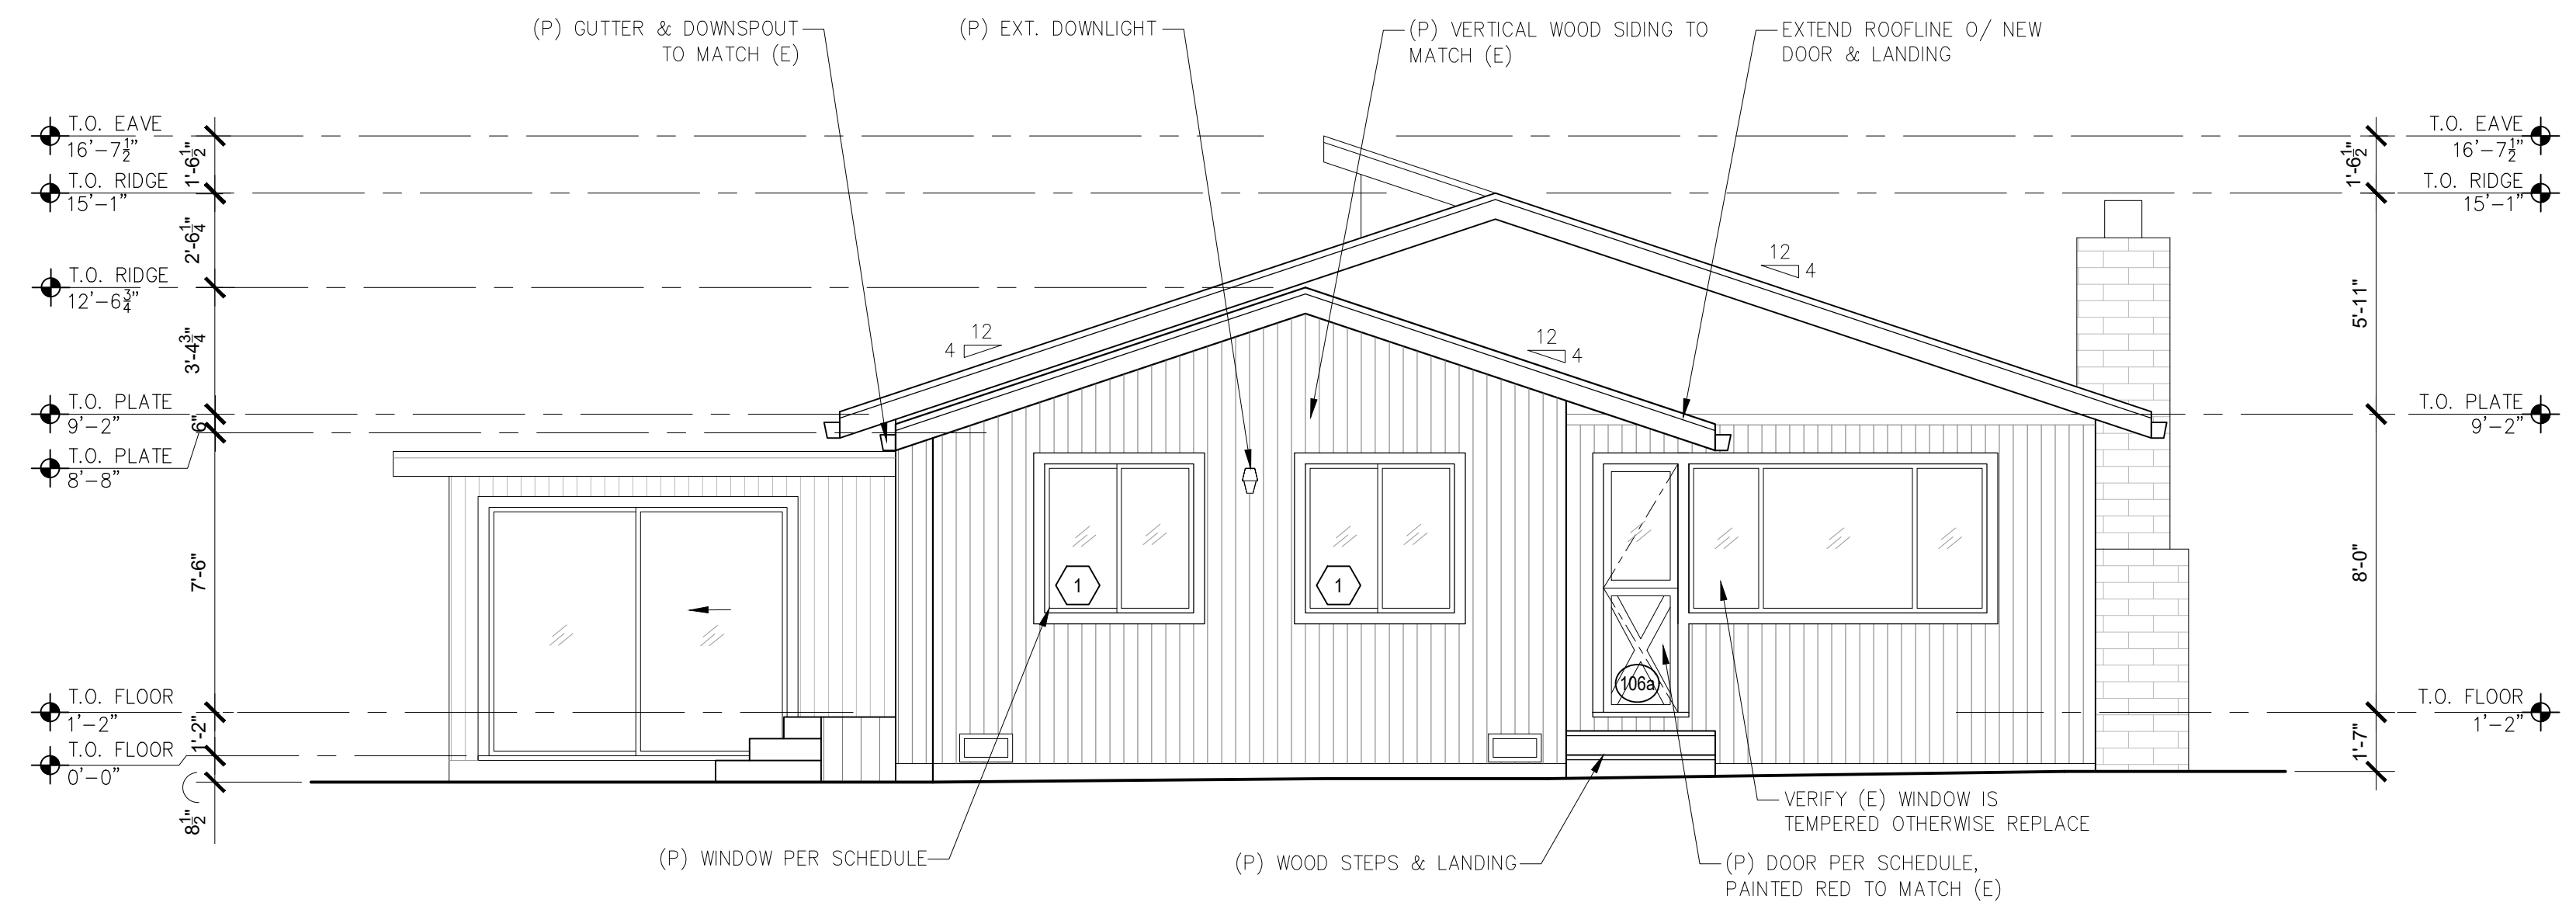 (P) GUTTER & DOWNSPOUT
TO MATCH (E)
(P) EXT. DOWNLIGHT
(P) VERTICAL WOOD SIDING TO
MATCH (E)
EXTEND ROOFLINE O/ NEW
DOOR & LANDING
T.O. EAVE
16'-7½"
T.O. RIDGE
15'-1"
T.O. RIDGE
12'-6¾"
T.O. PLATE
9'-2"
T.O. PLATE
8'-8"
T.O. FLOOR
1'-2"
T.O. FLOOR
0'-0"
1'-6½"
2'-6¼"
3'-4¾"
6"
7'-6"
1'-2"
8½"
12
4
12
4
12
4
1
1
106a
T.O. EAVE
16'-7½"
T.O. RIDGE
15'-1"
T.O. PLATE
9'-2"
T.O. FLOOR
1'-2"
1'-6½"
5'-11"
8'-0"
1'-7"
(P) WINDOW PER SCHEDULE
(P) WOOD STEPS & LANDING
VERIFY (E) WINDOW IS
TEMPERED OTHERWISE REPLACE
(P) DOOR PER SCHEDULE,
PAINTED RED TO MATCH (E)